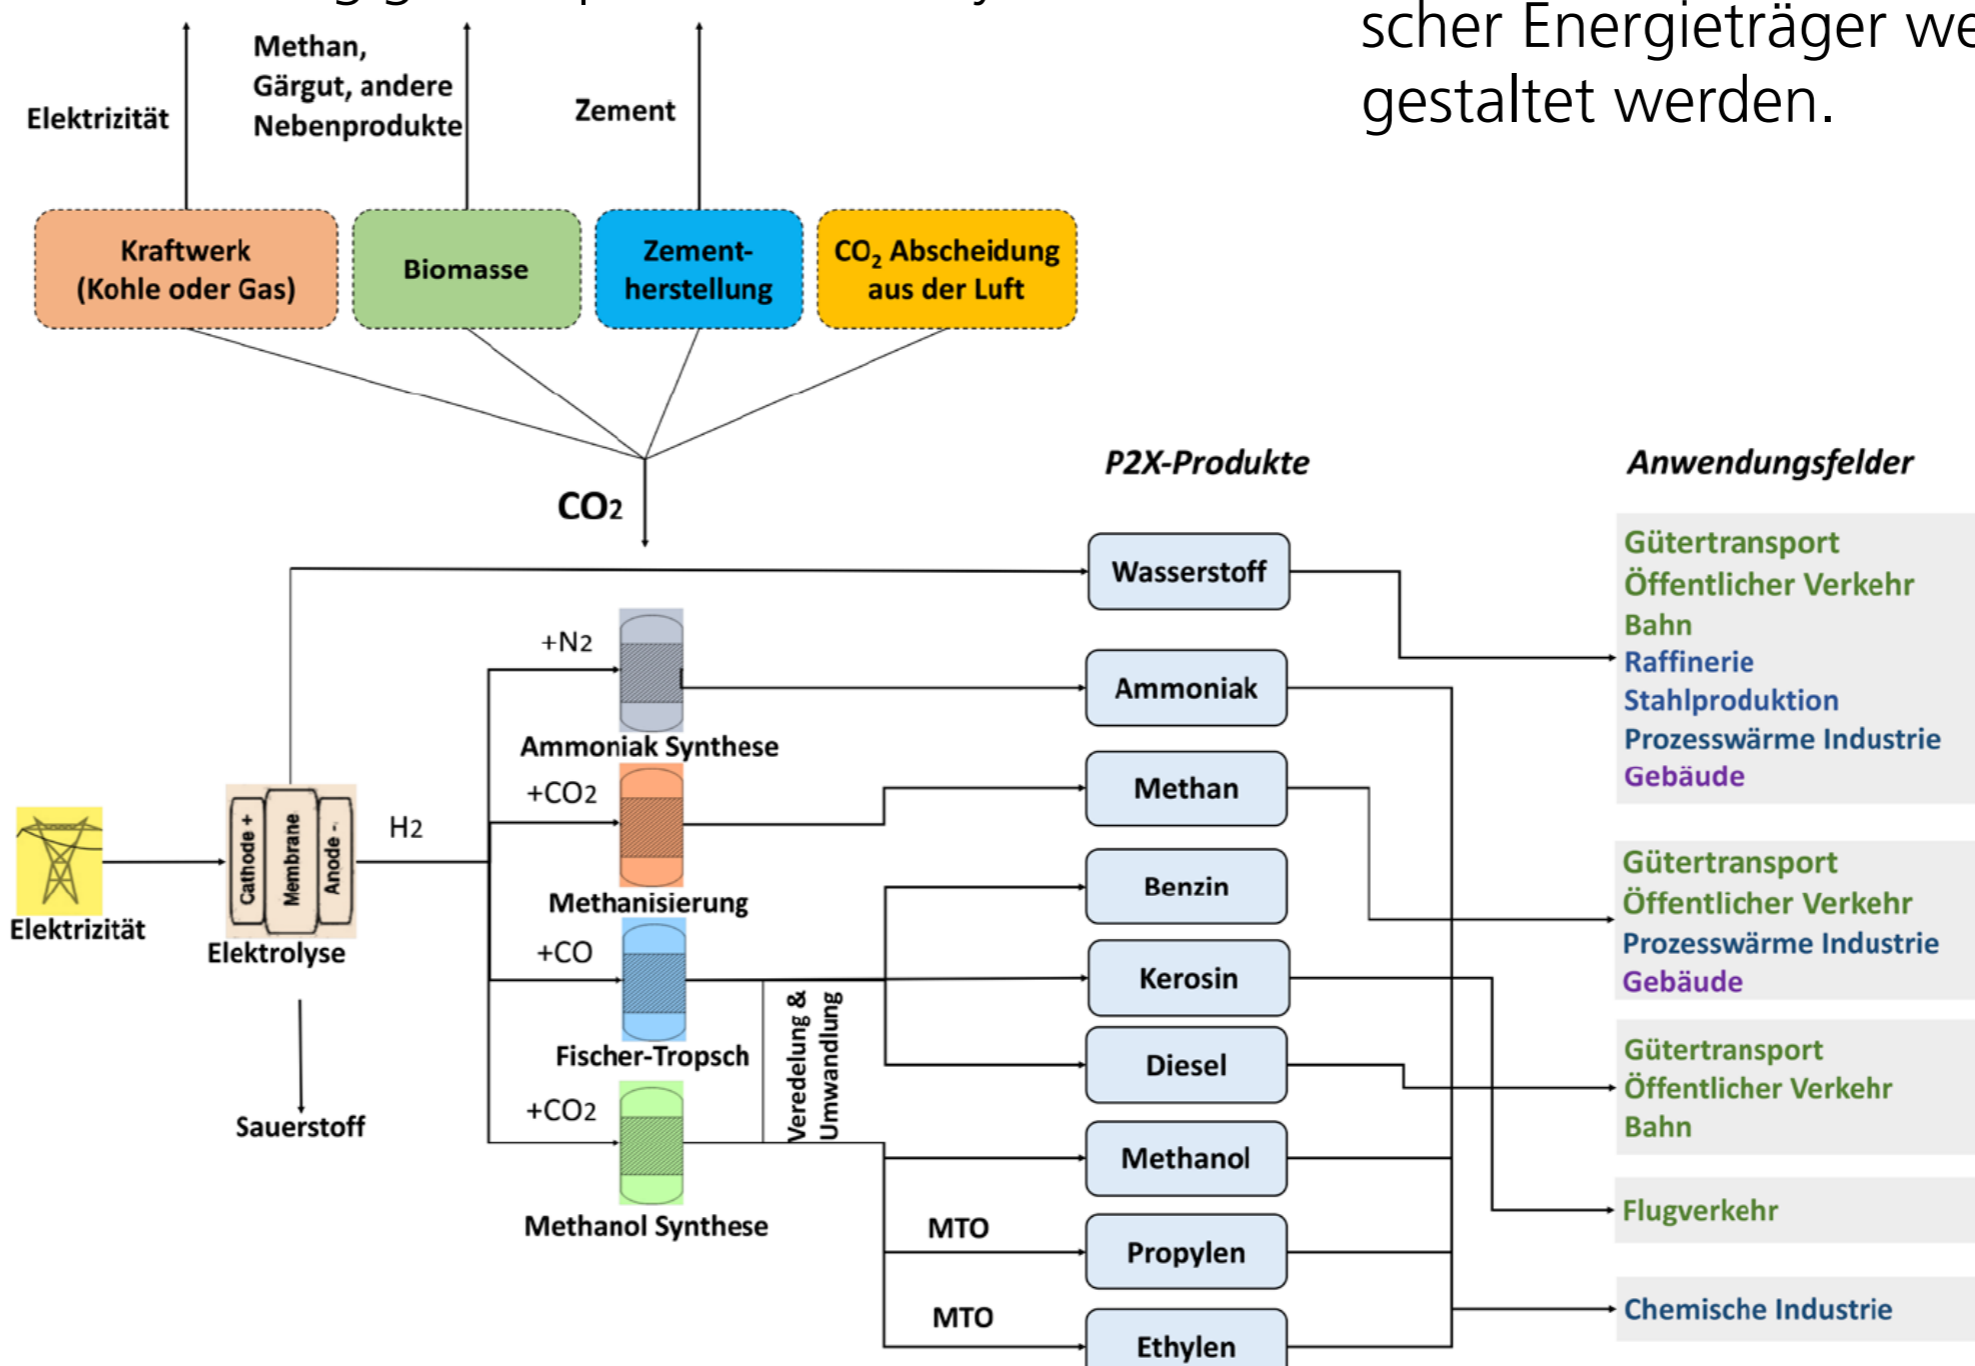 scher Energieträger we
gestaltet werden.
Elektrizität
Methan,
Gärgut, andere
Nebenprodukte
Zement
Kraftwerk
(Kohle oder Gas)
Biomasse
Zement-
herstellung
CO2 Abscheidung
aus der Luft
CO2
P2X-Produkte
Anwendungsfelder
Wasserstoff
Ammoniak
Methan
Benzin
Kerosin
Diesel
Methanol
Propylen
Ethylen
+N2
Ammoniak Synthese
+CO2
Methanisierung
+CO
Fischer-Tropsch
+CO2
Methanol Synthese
H2
Elektrizität
Cathode +
Membrane
Anode -
Elektrolyse
Sauerstoff
Veredelung &
Umwandlung
MTO
MTO
Gütertransport
Öffentlicher Verkehr
Bahn
Raffinerie
Stahlproduktion
Prozesswärme Industrie
Gebäude
Gütertransport
Öffentlicher Verkehr
Prozesswärme Industrie
Gebäude
Gütertransport
Öffentlicher Verkehr
Bahn
Flugverkehr
Chemische Industrie